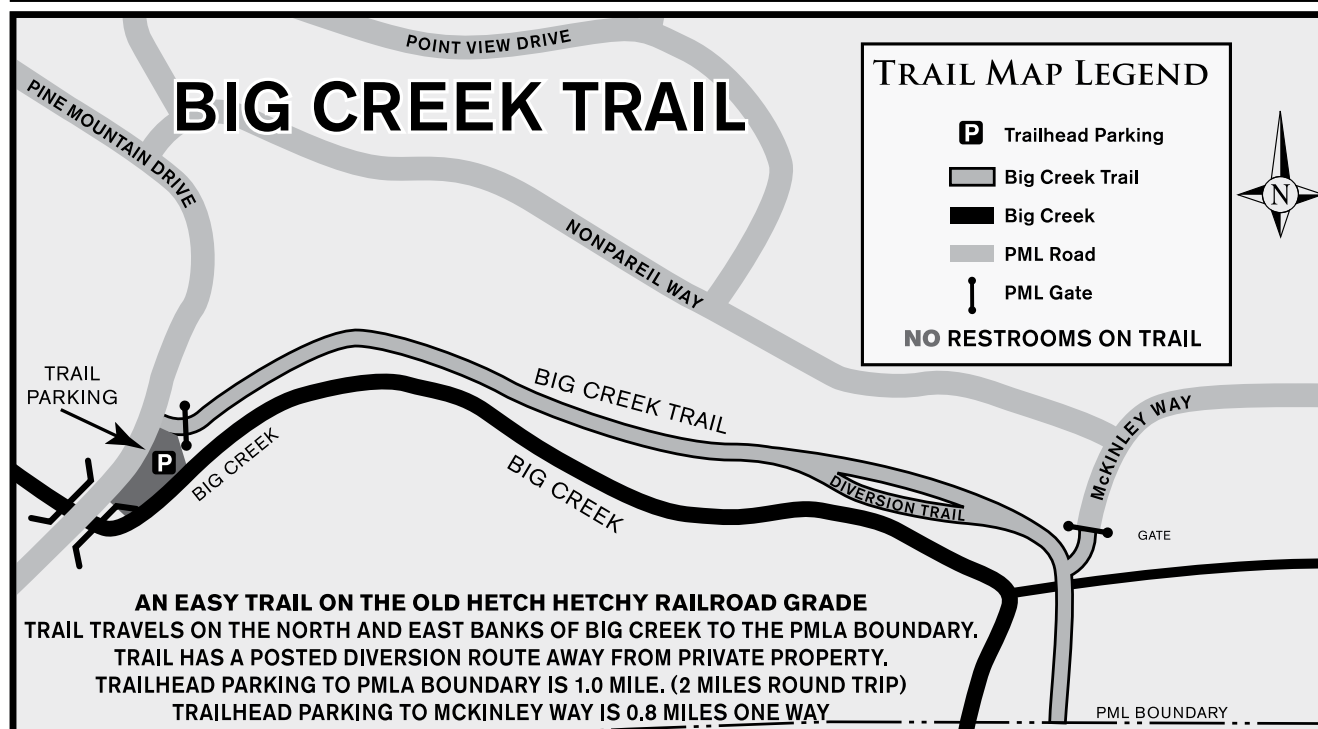 POINT VIEW DRIVE
BIG CREEK TRAIL
PINE MOUNTAIN DRIVE
NONPAREIL WAY
TRAIL MAP LEGEND
P Trailhead Parking
Big Creek Trail
Big Creek
PML Road
PML Gate
NO RESTROOMS ON TRAIL
N
TRAIL
PARKING
P
BIG CREEK
BIG CREEK TRAIL
BIG CREEK
DIVERSION TRAIL
McKINLEY WAY
GATE
AN EASY TRAIL ON THE OLD HETCH HETCHY RAILROAD GRADE
TRAIL TRAVELS ON THE NORTH AND EAST BANKS OF BIG CREEK TO THE PMLA BOUNDARY.
TRAIL HAS A POSTED DIVERSION ROUTE AWAY FROM PRIVATE PROPERTY.
TRAILHEAD PARKING TO PMLA BOUNDARY IS 1.0 MILE. (2 MILES ROUND TRIP)
TRAILHEAD PARKING TO MCKINLEY WAY IS 0.8 MILES ONE WAY
PML BOUNDARY